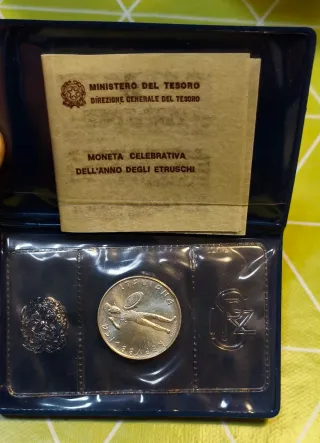 MINISTERO DEL TESORO
DIREZIONE GENERALE DEL TESORO
MONETA CELEBRATIVA
DELL'ANNO DEGLI ETRUSCHI